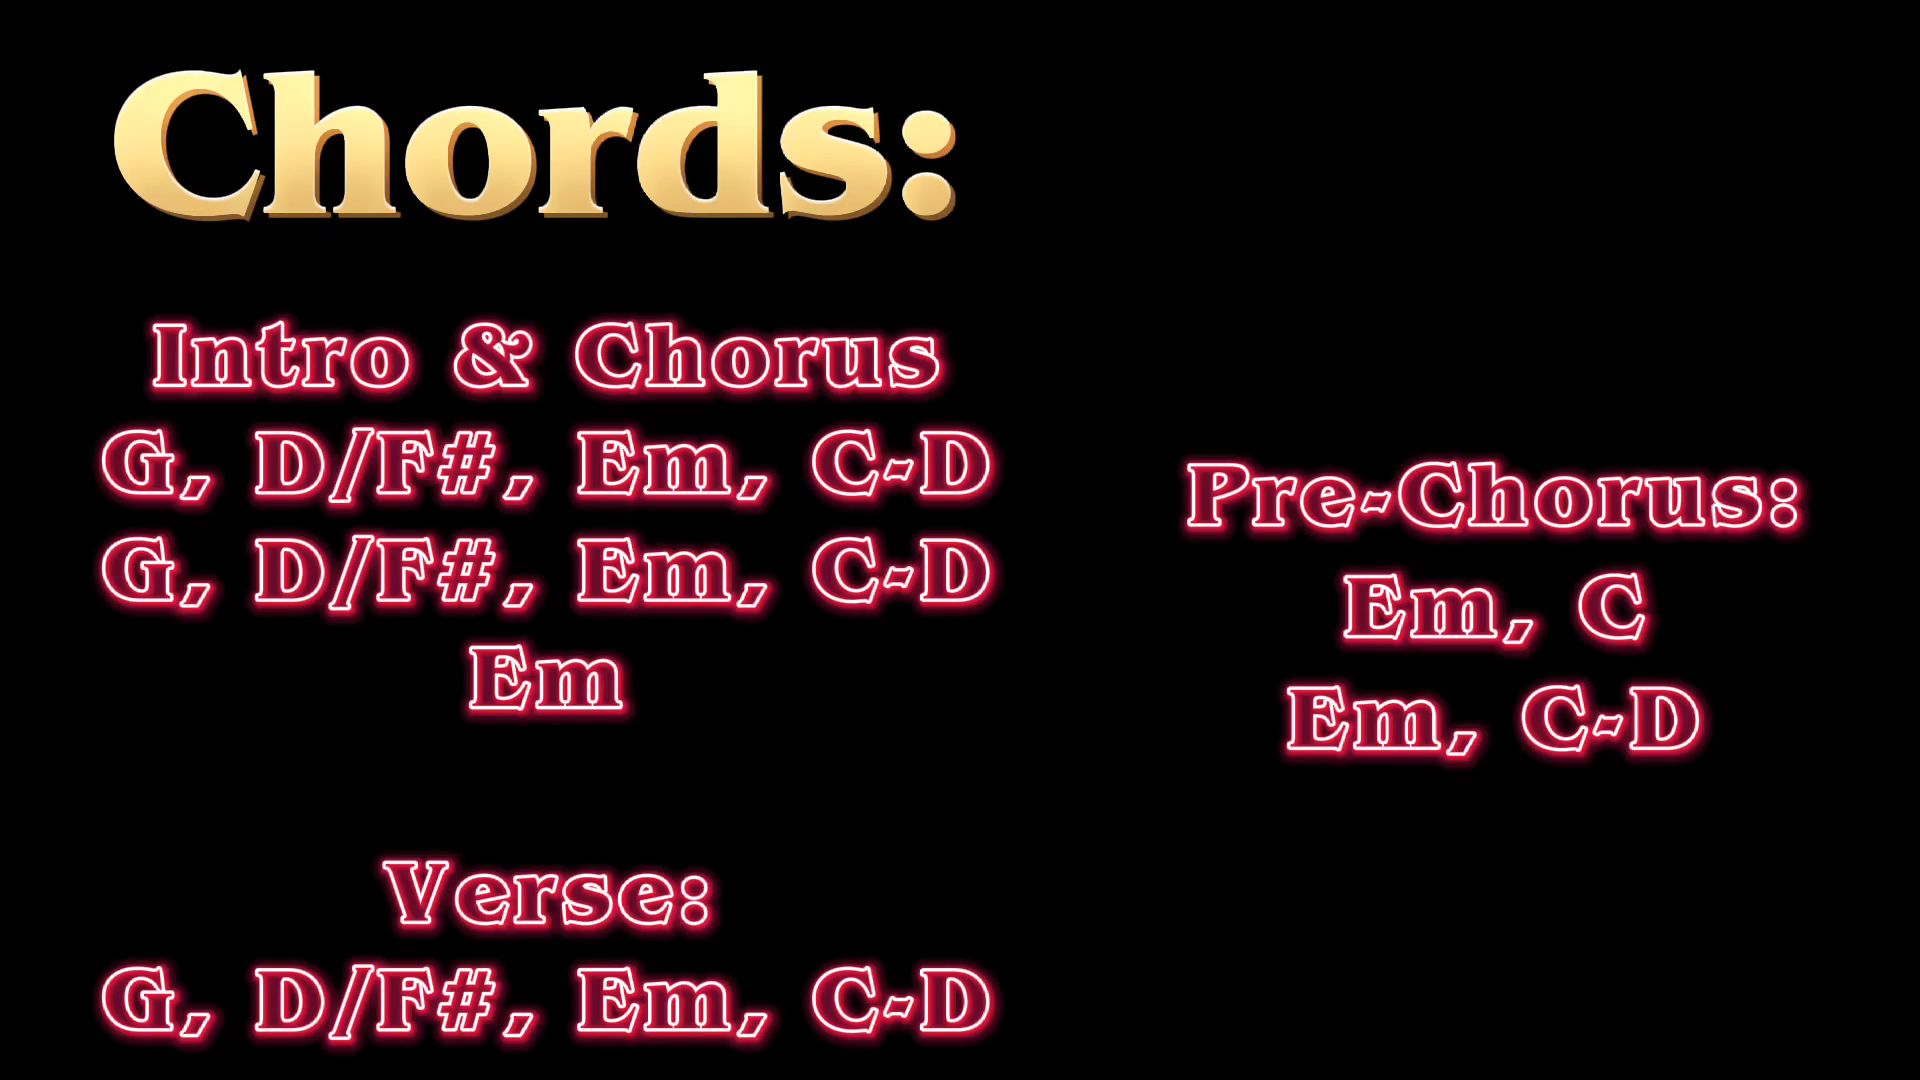 Chords:
Intro & Chorus
G, D/F#, Em, C-D
G, D/F#, Em, C-D
Em
Verse:
G, D/F#, Em, C-D
Pre-Chorus:
Em, C
Em, C-D